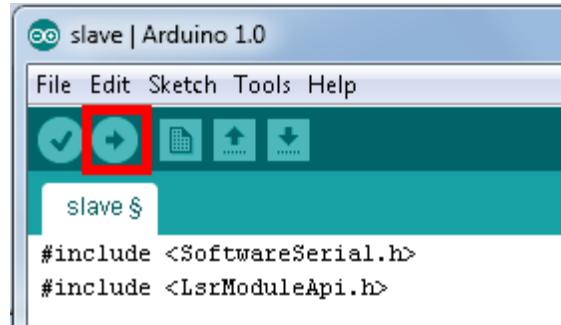 slave | Arduino 1.0
File Edit Sketch Tools Help
slave §
#include <SoftwareSerial.h>
#include <LsrModuleApi.h>